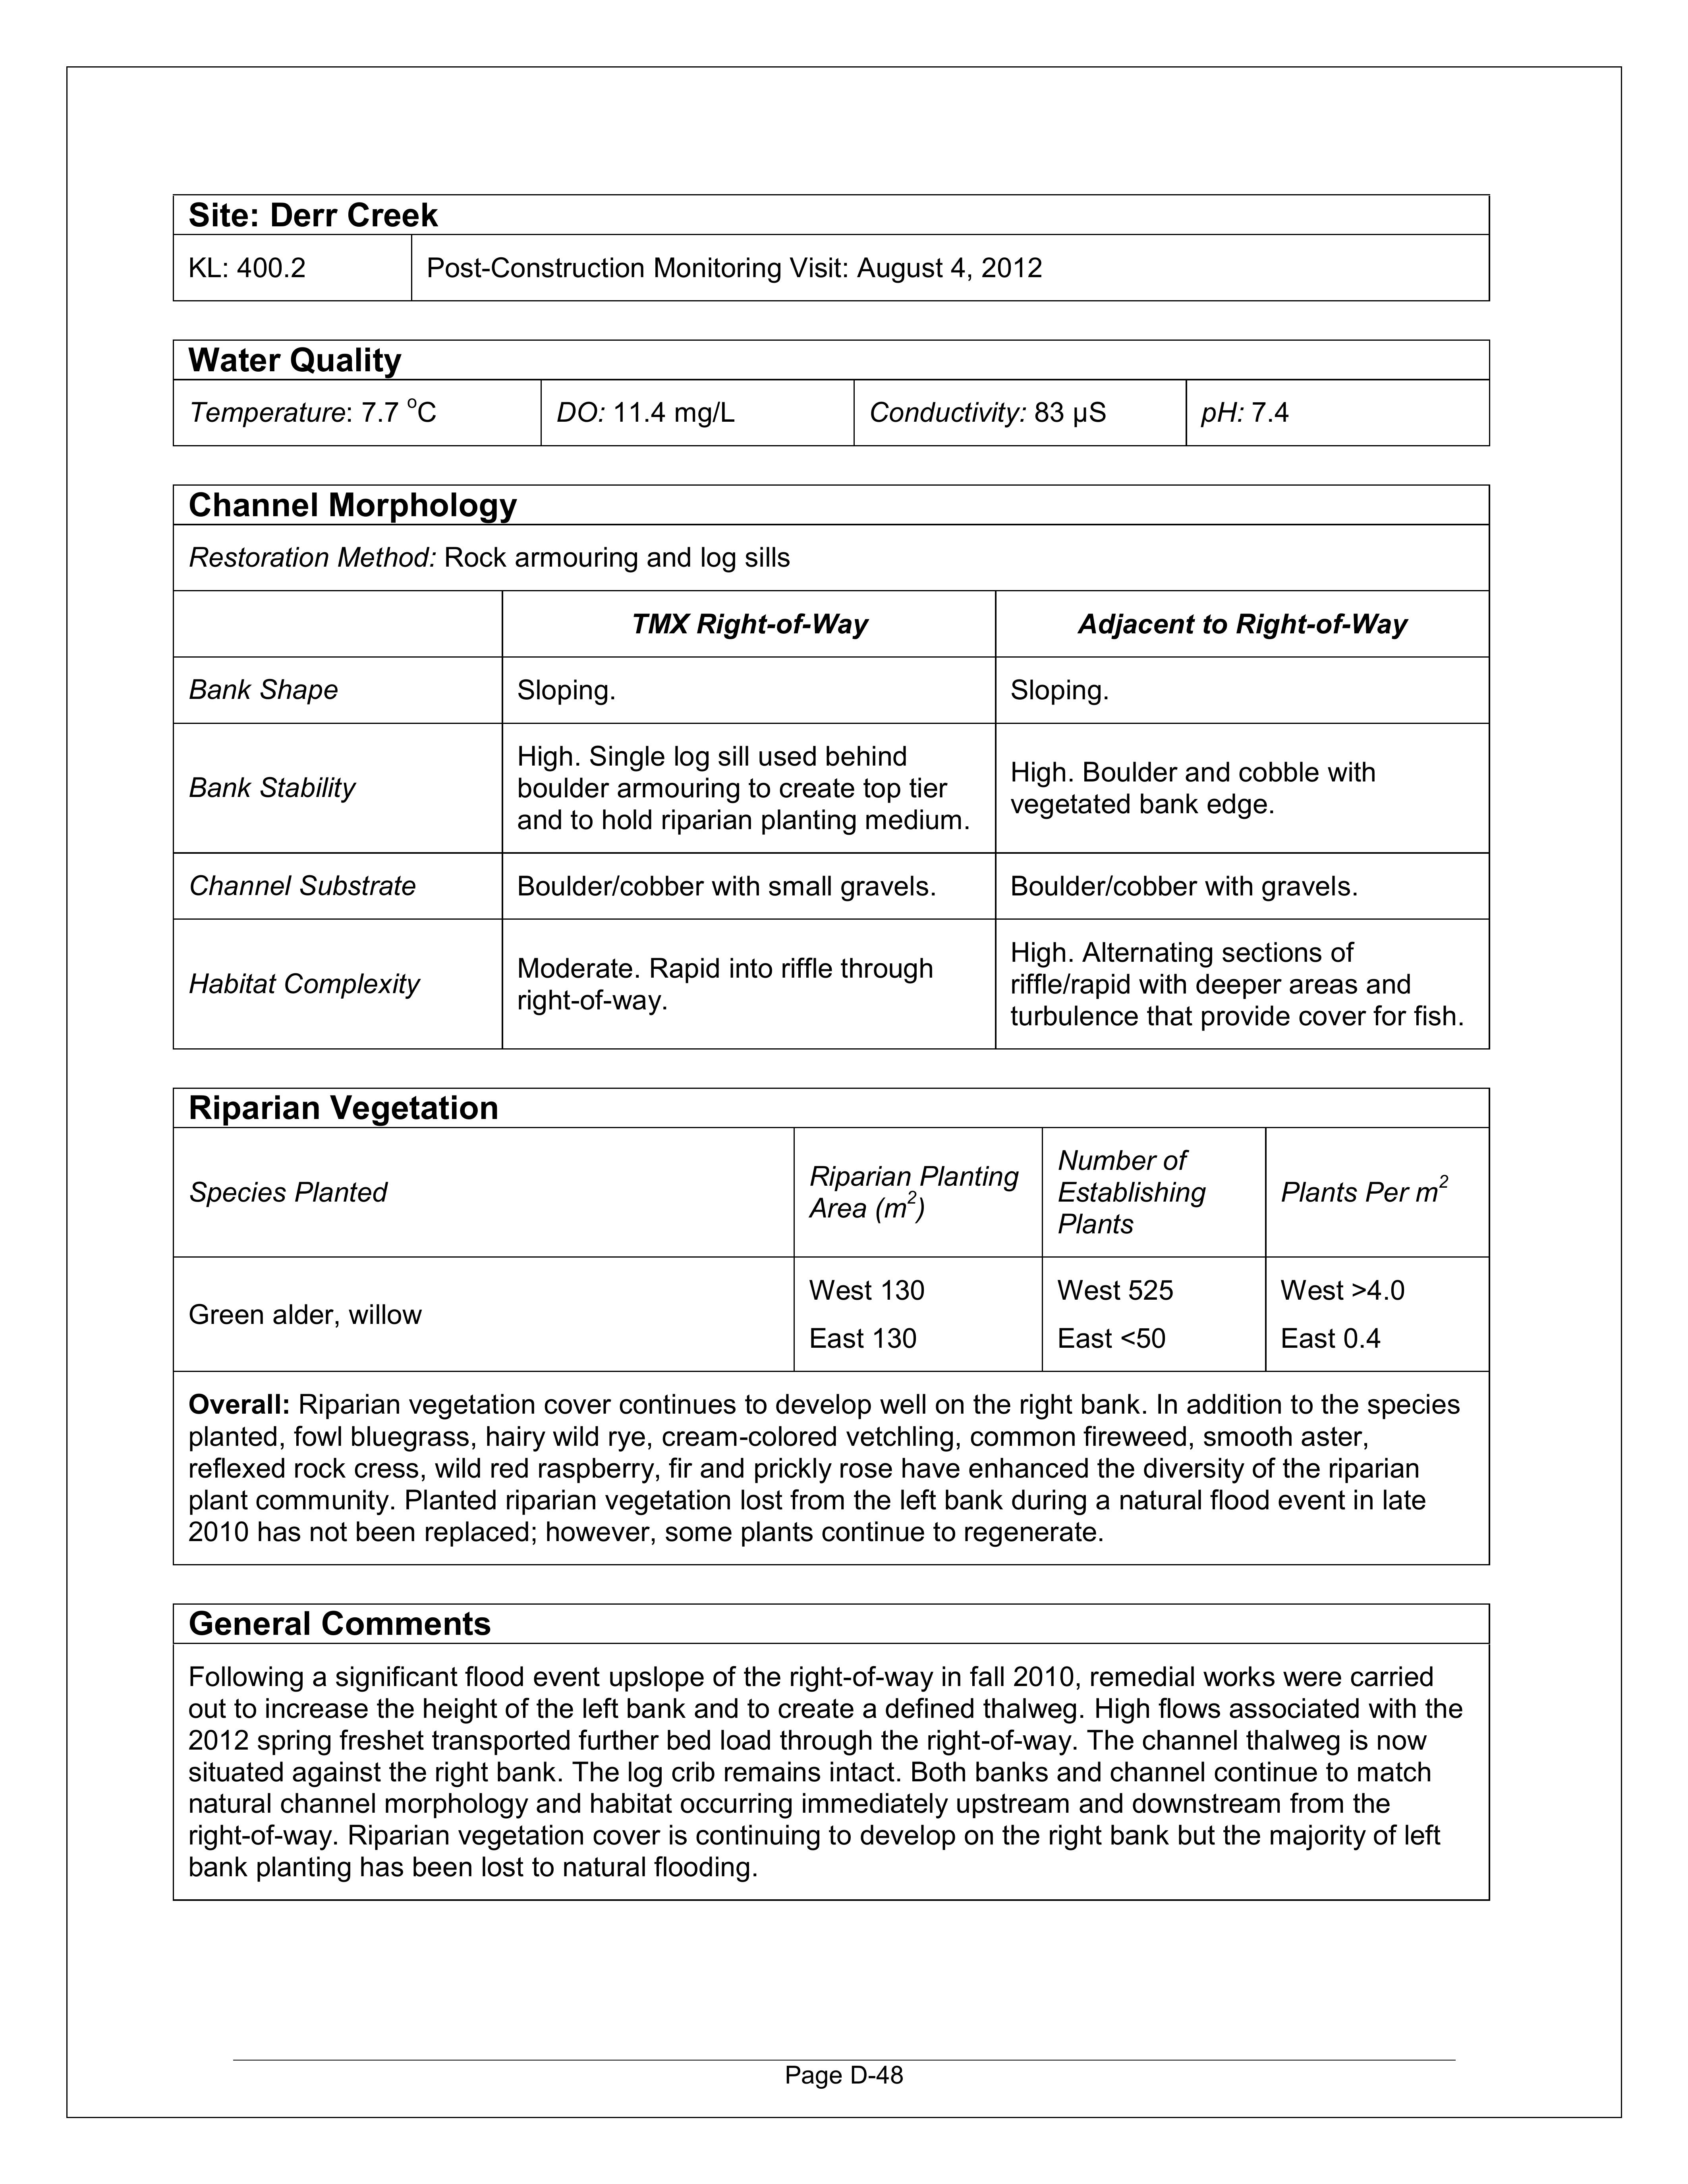 Site: Derr Creek
KL: 400.2 Post-Construction Monitoring Visit: August 4, 2012
Water Quality
Temperature: 7.7 °C DO: 11.4 mg/L Conductivity: 83 µS pH: 7.4
Channel Morphology
Restoration Method: Rock armouring and log sills
TMX Right-of-Way Adjacent to Right-of-Way
Bank Shape Sloping. Sloping.
Bank Stability
High. Single log sill used behind
boulder armouring to create top tier
and to hold riparian planting medium.
High. Boulder and cobble with
vegetated bank edge.
Channel Substrate Boulder/cobber with small gravels. Boulder/cobber with gravels.
Habitat Complexity
Moderate. Rapid into riffle through
right-of-way.
High. Alternating sections of
riffle/rapid with deeper areas and
turbulence that provide cover for fish.
Riparian Vegetation
Species Planted
Riparian Planting
Area (m²)
Number of
Establishing
Plants
Plants Per m²
Green alder, willow
West 130 West 525 West >4.0
East 130 East <50 East 0.4
Overall: Riparian vegetation cover continues to develop well on the right bank. In addition to the species
planted, fowl bluegrass, hairy wild rye, cream-colored vetchling, common fireweed, smooth aster,
reflexed rock cress, wild red raspberry, fir and prickly rose have enhanced the diversity of the riparian
plant community. Planted riparian vegetation lost from the left bank during a natural flood event in late
2010 has not been replaced; however, some plants continue to regenerate.
General Comments
Following a significant flood event upslope of the right-of-way in fall 2010, remedial works were carried
out to increase the height of the left bank and to create a defined thalweg. High flows associated with the
2012 spring freshet transported further bed load through the right-of-way. The channel thalweg is now
situated against the right bank. The log crib remains intact. Both banks and channel continue to match
natural channel morphology and habitat occurring immediately upstream and downstream from the
right-of-way. Riparian vegetation cover is continuing to develop on the right bank but the majority of left
bank planting has been lost to natural flooding.
Page D-48